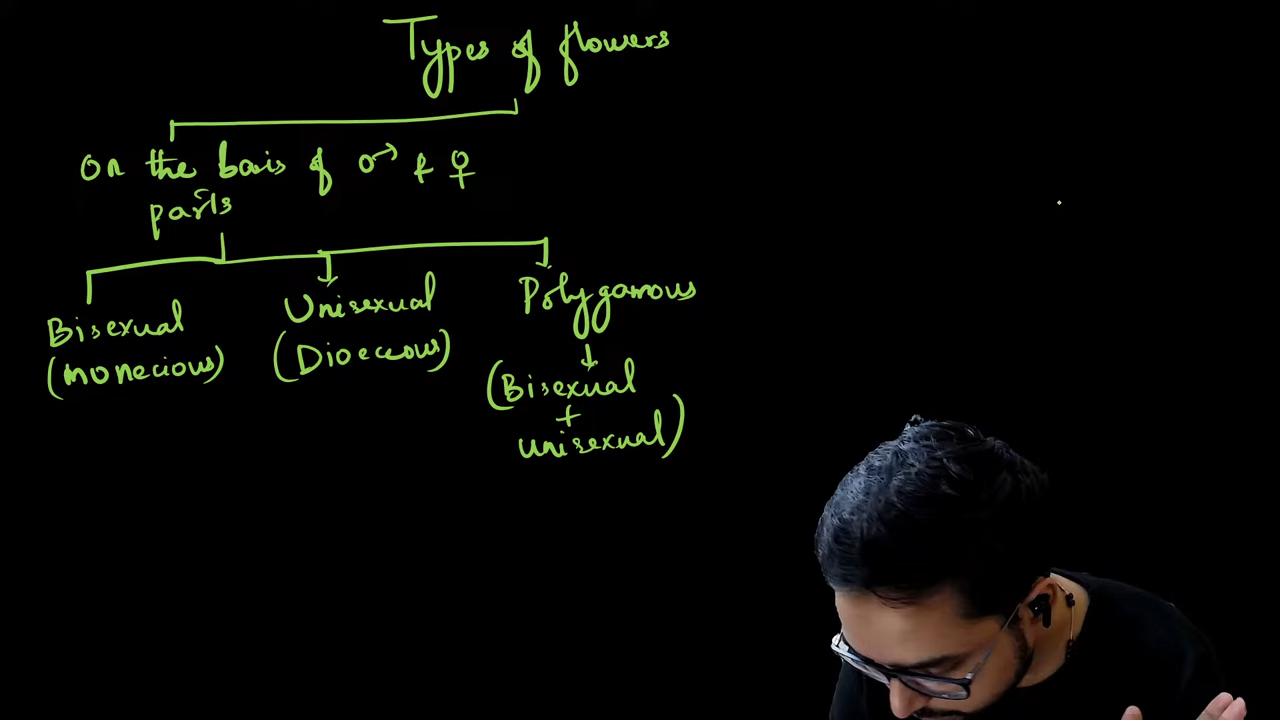 Types of flowers
On the basis of ♂ & ♀
parts
Bisexual
(monecious)
Unisexual
(Dioecious)
Polygamous
(Bisexual
+
unisexual)